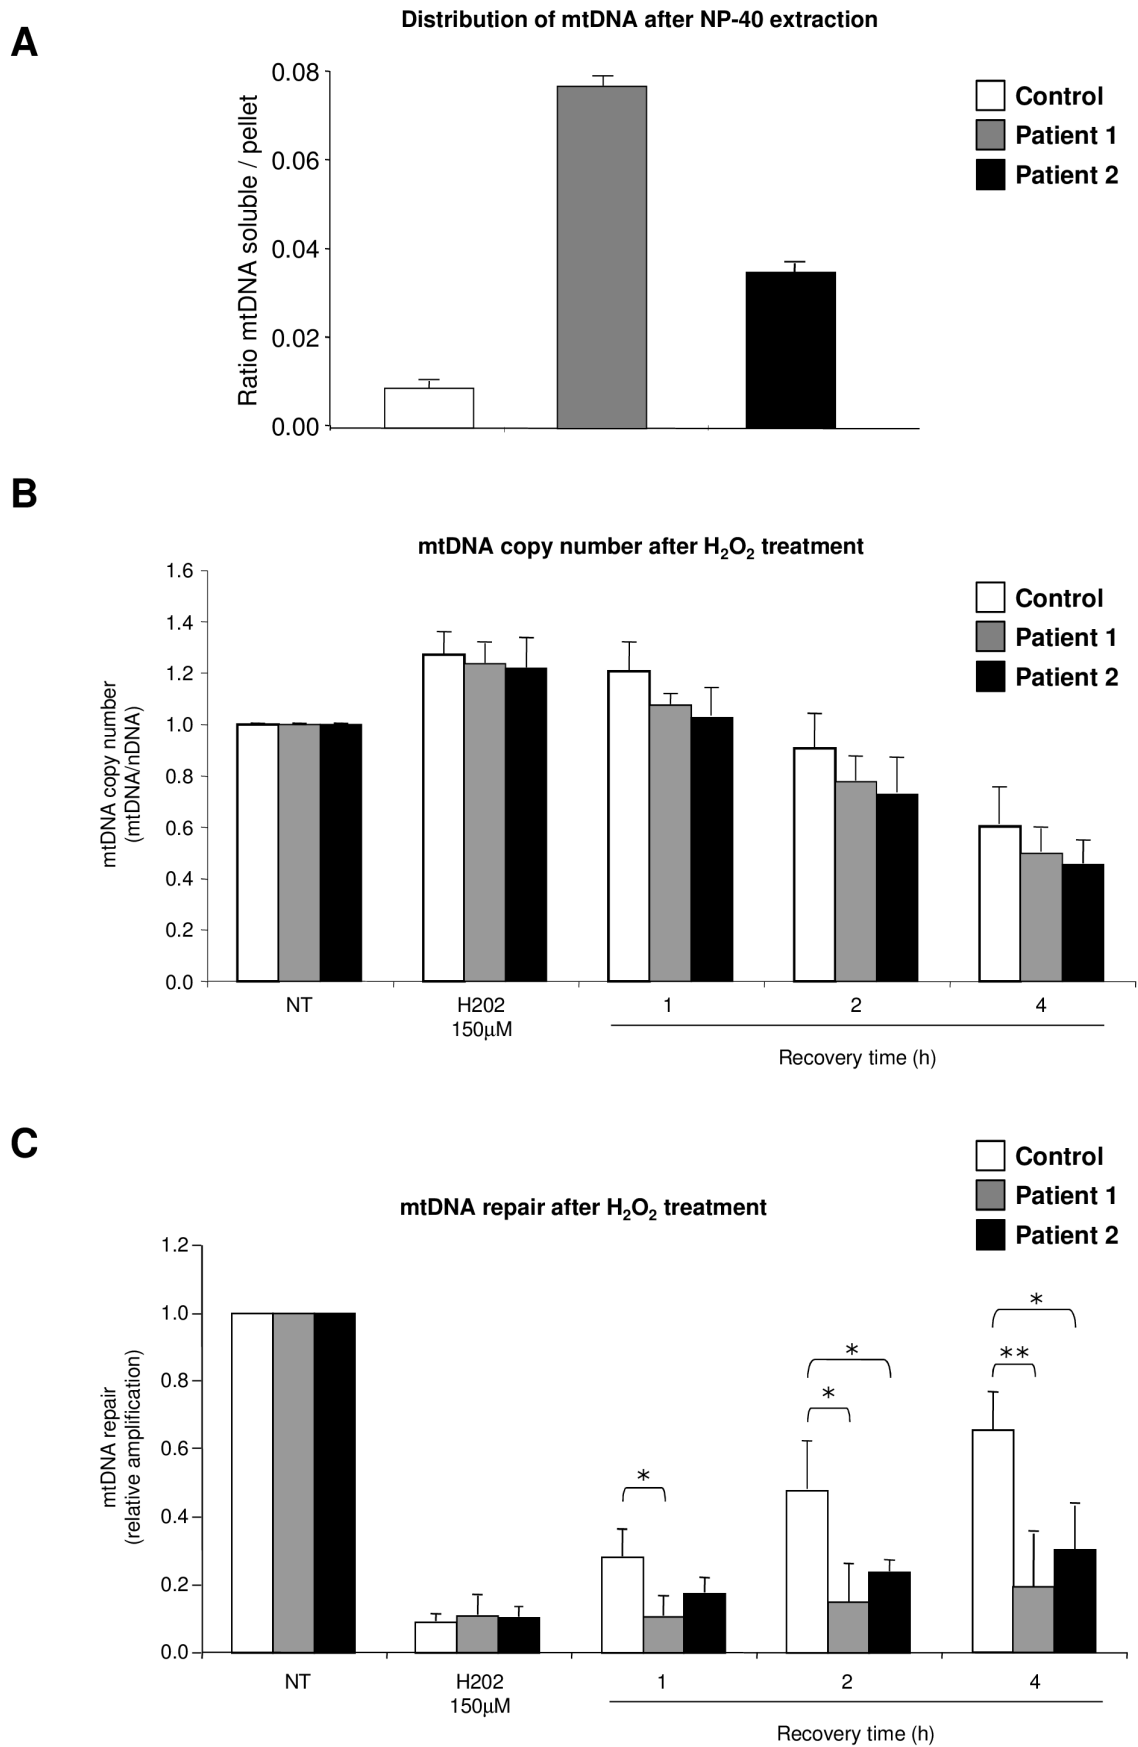 A
Distribution of mtDNA after NP-40 extraction
Ratio mtDNA soluble / pellet
0.08
0.06
0.04
0.02
0.00
Control
Patient 1
Patient 2
B
mtDNA copy number after H₂O₂ treatment
mtDNA copy number
(mtDNA/nDNA)
1.6
1.4
1.2
1.0
0.8
0.6
0.4
0.2
0.0
Control
Patient 1
Patient 2
NT
H202
150µM
1
2
4
Recovery time (h)
C
mtDNA repair after H₂O₂ treatment
Control
Patient 1
Patient 2
mtDNA repair
(relative amplification)
1.2
1.0
0.8
0.6
0.4
0.2
0.0
*
*
*
*
**
NT
H202
150µM
1
2
4
Recovery time (h)